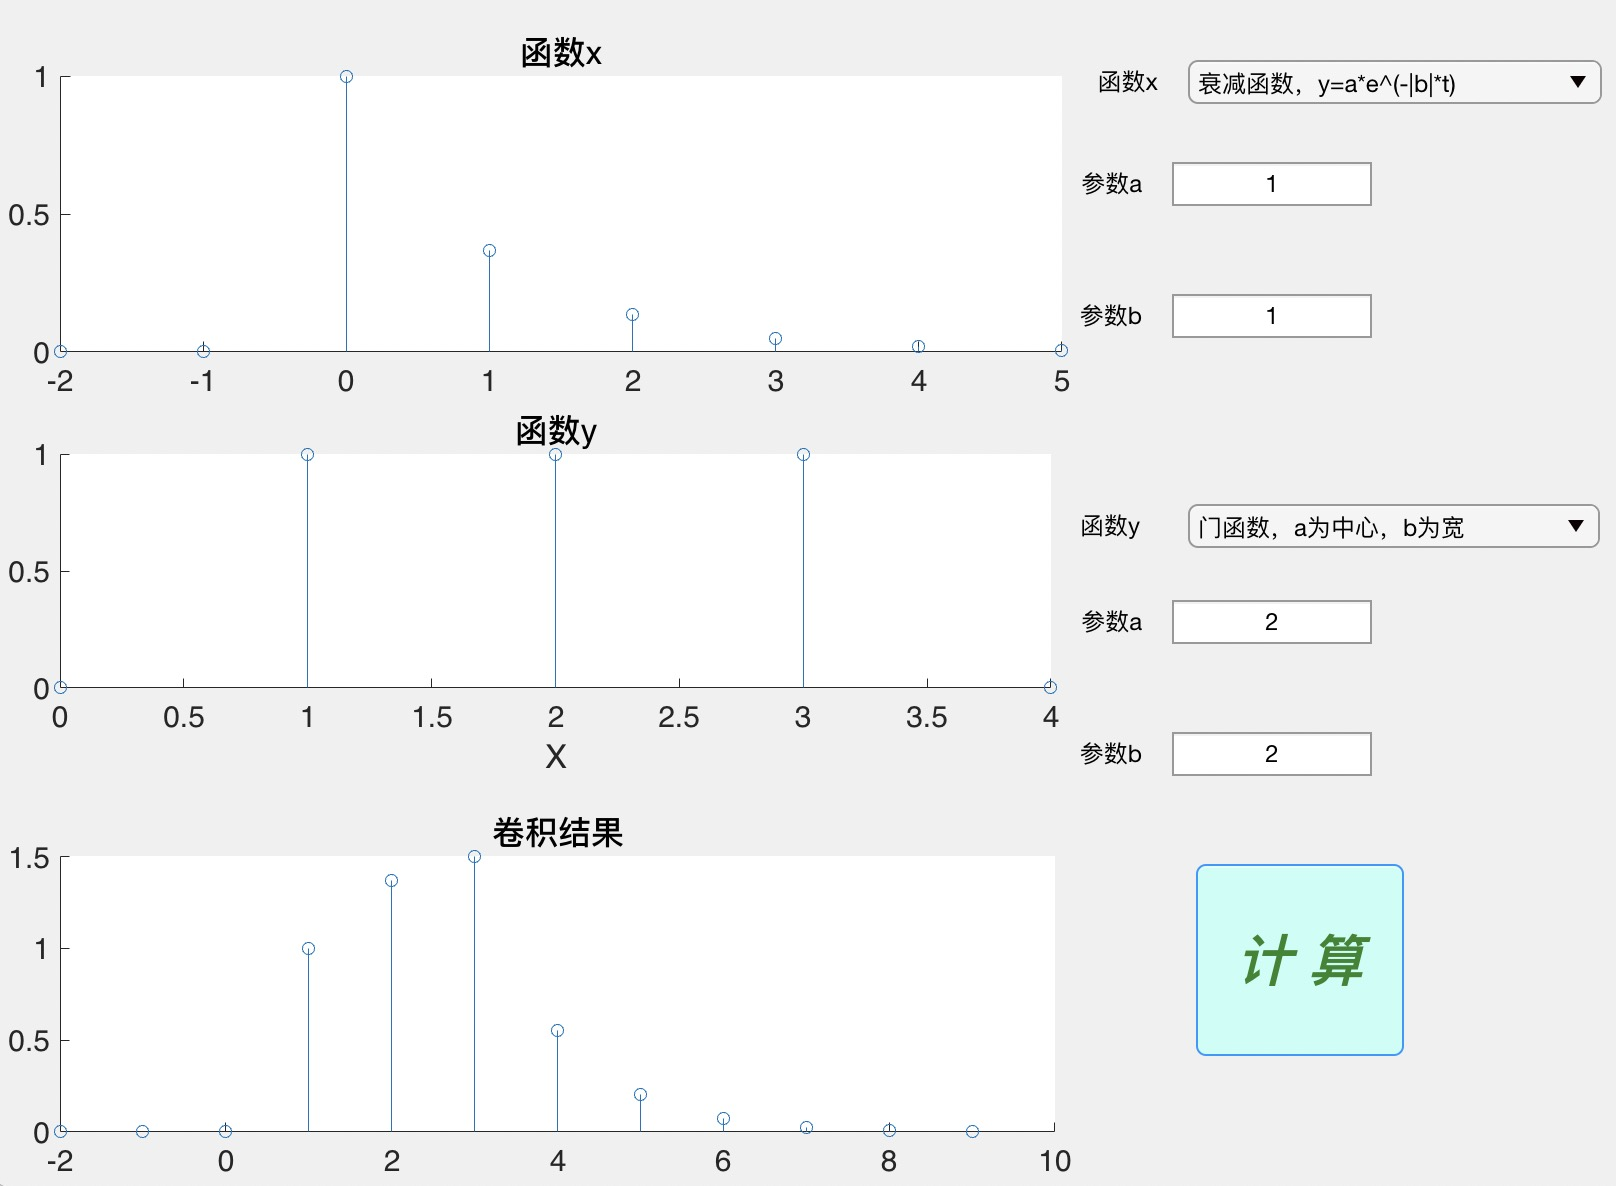 函数x
1
0.5
0
-2 -1 0 1 2 3 4 5
函数x 衰减函数，y=a*e^(-|b|*t)
参数a 1
参数b 1
函数y
1
0.5
0
0 0.5 1 1.5 2 2.5 3 3.5 4
X
函数y 门函数，a为中心，b为宽
参数a 2
参数b 2
卷积结果
1.5
1
0.5
0
-2 0 2 4 6 8 10
计算